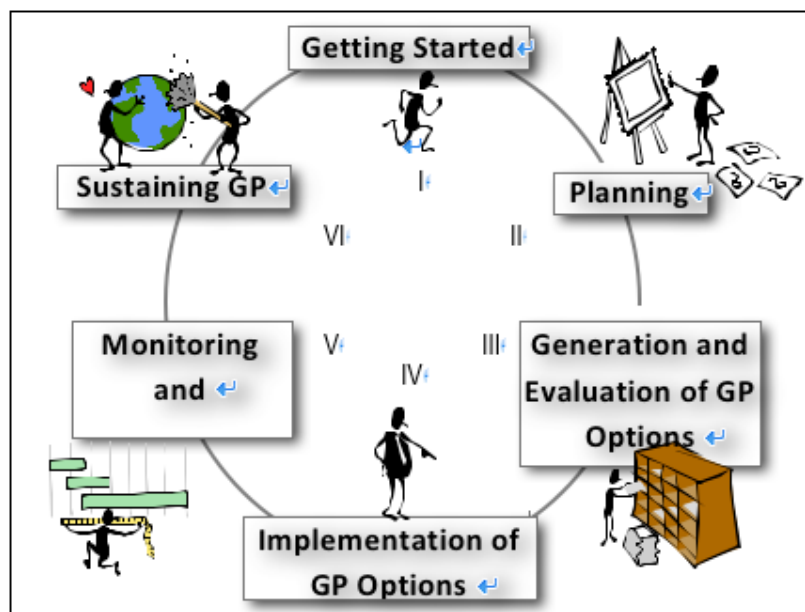 Getting Started
Sustaining GP
Planning
I
VI
II
Monitoring
and
V
III
IV
Generation and
Evaluation of GP
Options
Implementation of
GP Options